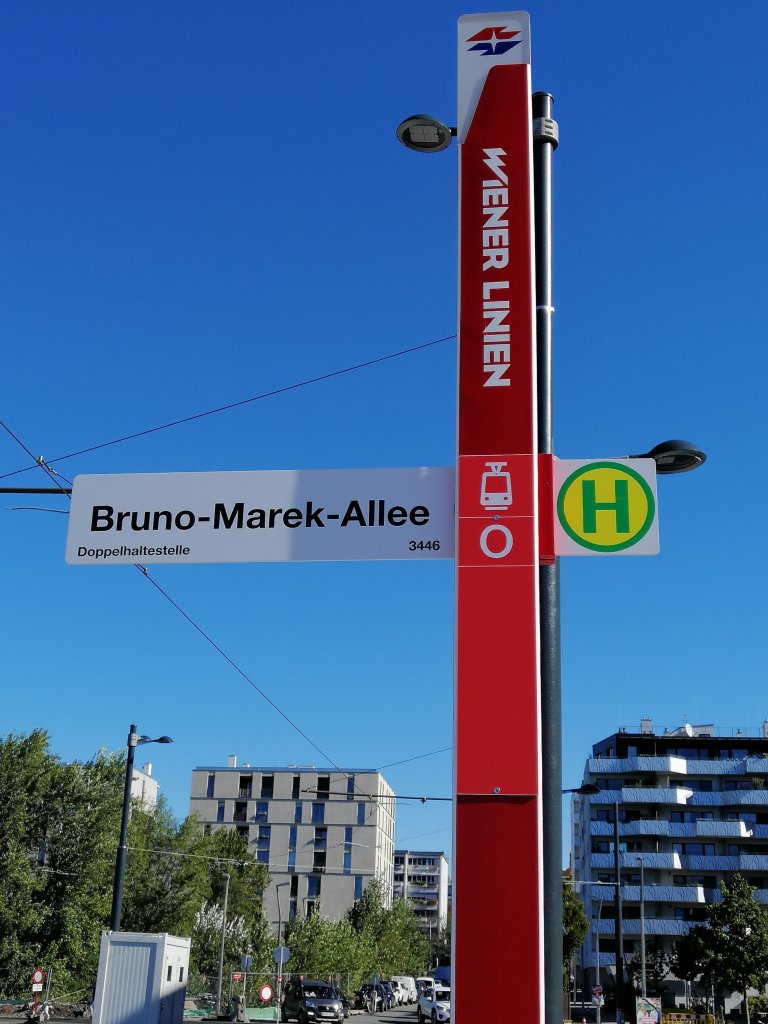 WIENER LINIEN
Bruno-Marek-Allee
Doppelhaltestelle 3446
O
H